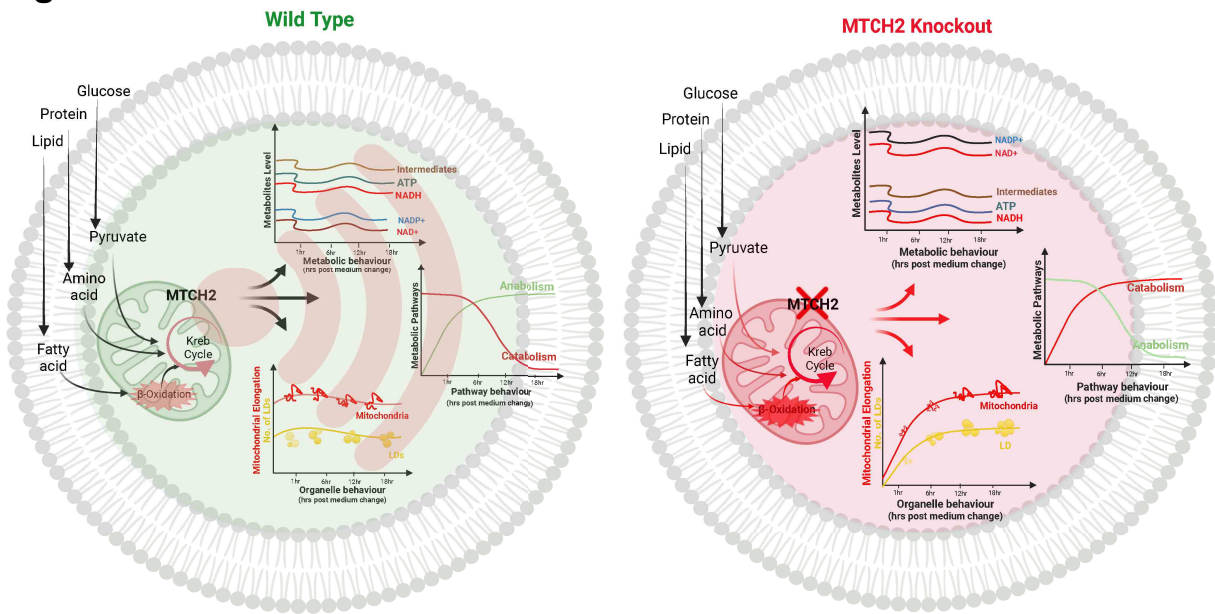 Wild Type
Glucose
Protein
Lipid
Pyruvate
Amino
acid
Fatty
acid
MTCH2
Kreb
Cycle
β-Oxidation
Metabolites Level
Intermediates
ATP
NADH
NADP+
NAD+
1hr 6hr 12hr 18hr
Metabolic behaviour
(hrs post medium change)
Metabolic Pathways
Anabolism
Catabolism
1hr 6hr 12hr 18hr
Pathway behaviour
(hrs post medium change)
Mitochondrial Elongation
No. of LDs
Mitochondria
LDs
1hr 6hr 12hr 18hr
Organelle behaviour
(hrs post medium change)
MTCH2 Knockout
Glucose
Protein
Lipid
Pyruvate
Amino
acid
Fatty
acid
MTCH2
Kreb
Cycle
β-Oxidation
Metabolites Level
NADP+
NAD+
Intermediates
ATP
NADH
1hr 6hr 12hr 18hr
Metabolic behaviour
(hrs post medium change)
Metabolic Pathways
Catabolism
Anabolism
1hr 6hr 12hr 18hr
Pathway behaviour
(hrs post medium change)
Mitochondrial Elongation
No. of LDs
Mitochondria
LD
1hr 6hr 12hr 18hr
Organelle behaviour
(hrs post medium change)